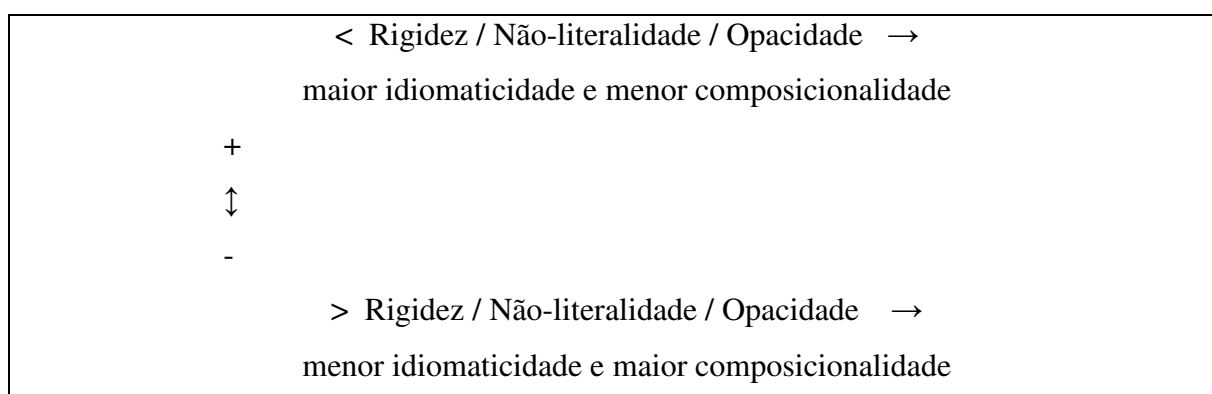 < Rigidez / Não-literalidade / Opacidade →
maior idiomaticidade e menor composicionalidade
+
↕
-
> Rigidez / Não-literalidade / Opacidade →
menor idiomaticidade e maior composicionalidade